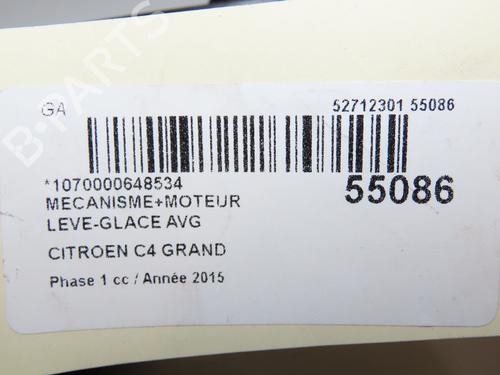 GA
52712301 55086
*1070000648534
55086
MECANISME+MOTEUR
LEVE-GLACE AVG
CITROEN C4 GRAND
Phase 1 cc / Année 2015
B-PARTS